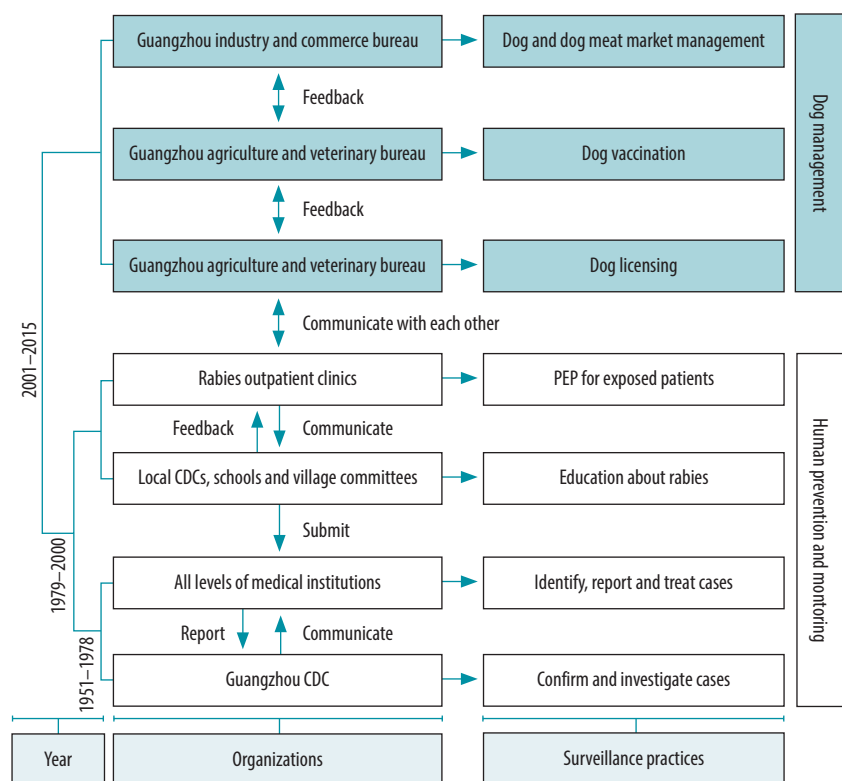 Guangzhou industry and commerce bureau
Dog and dog meat market management
Feedback
Guangzhou agriculture and veterinary bureau
Dog vaccination
Feedback
Guangzhou agriculture and veterinary bureau
Dog licensing
Dog management
Communicate with each other
2001–2015
Rabies outpatient clinics
PEP for exposed patients
Feedback
Communicate
Local CDCs, schools and village committees
Education about rabies
Submit
1979–2000
All levels of medical institutions
Identify, report and treat cases
Report
Communicate
1951–1978
Guangzhou CDC
Confirm and investigate cases
Human prevention and montoring
Year
Organizations
Surveillance practices